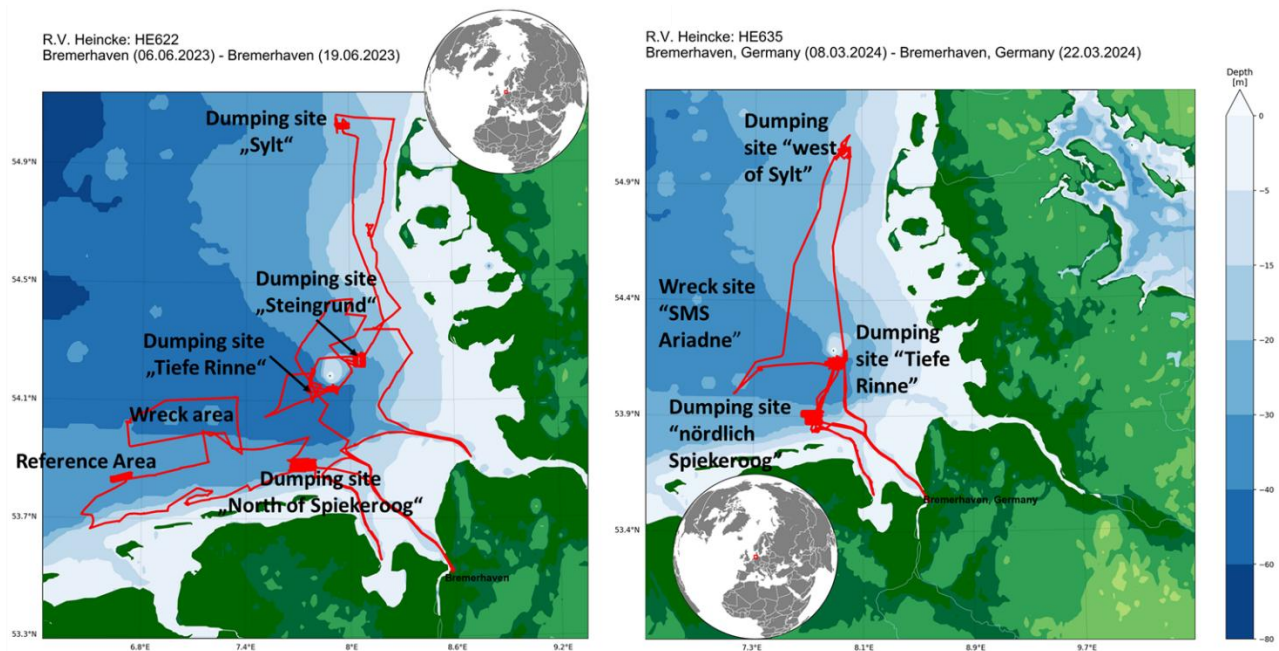 R.V. Heincke: HE622
Bremerhaven (06.06.2023) - Bremerhaven (19.06.2023)
Dumping site
„Sylt“
Dumping site
„Steingrund“
Dumping site
„Tiefe Rinne“
Wreck area
Reference Area
Dumping site
„North of Spiekeroog“
Bremerhaven
54.9°N
54.5°N
54.1°N
53.7°N
53.3°N
6.8°E
7.4°E
8°E
8.6°E
9.2°E
R.V. Heincke: HE635
Bremerhaven, Germany (08.03.2024) - Bremerhaven, Germany (22.03.2024)
Dumping
site “west
of Sylt”
Wreck site
“SMS
Ariadne”
Dumping
site “Tiefe
Rinne”
Dumping site
“nördlich
Spiekeroog”
Bremerhaven, Germany
54.9°N
54.4°N
53.9°N
53.4°N
7.3°E
8.1°E
8.9°E
9.7°E
Depth
[m]
0
−5
−15
−20
−30
−40
−60
−80